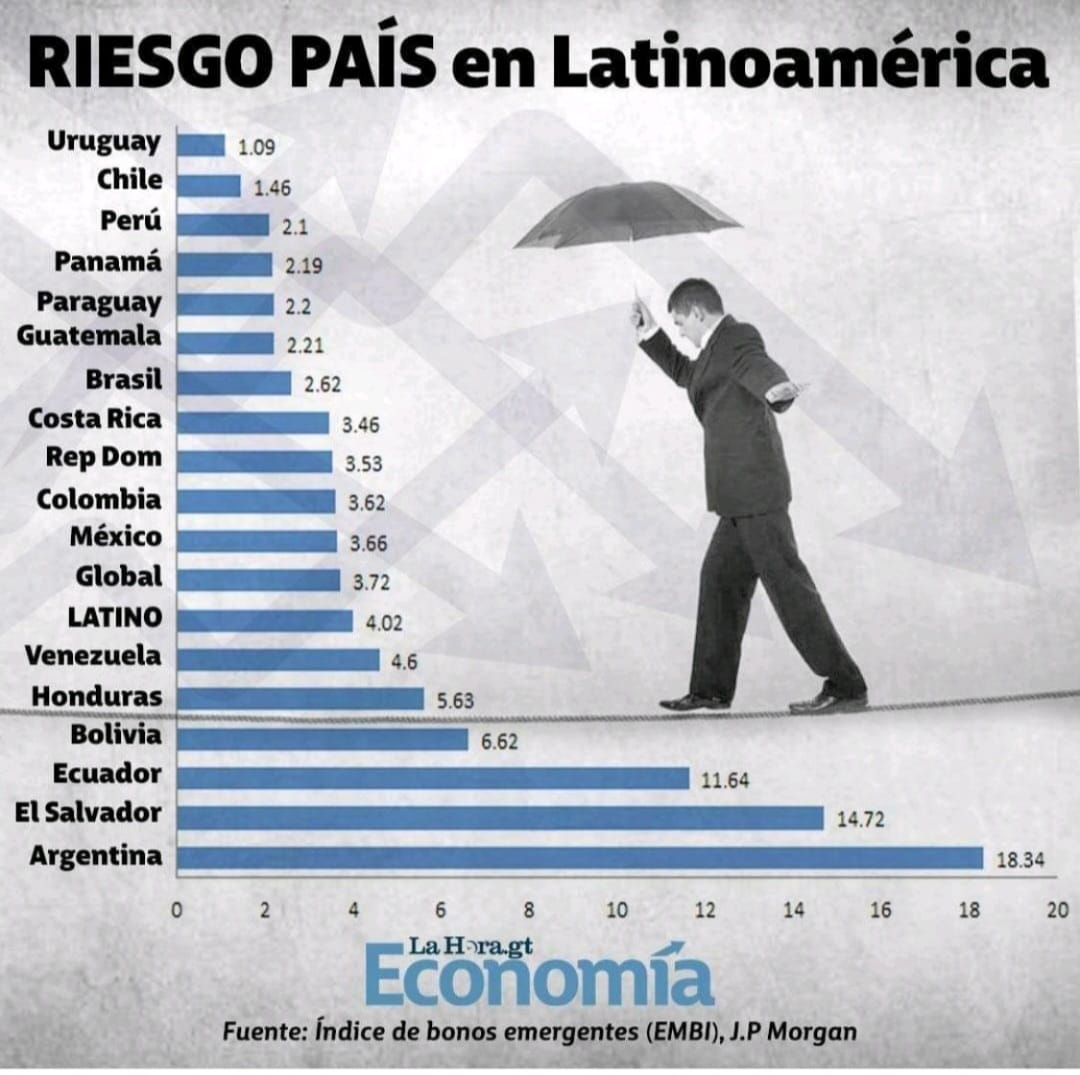 RIESGO PAÍS en Latinoamérica
Uruguay 1.09
Chile 1.46
Perú 2.1
Panamá 2.19
Paraguay 2.2
Guatemala 2.21
Brasil 2.62
Costa Rica 3.46
Rep Dom 3.53
Colombia 3.62
México 3.66
Global 3.72
LATINO 4.02
Venezuela 4.6
Honduras 5.63
Bolivia 6.62
Ecuador 11.64
El Salvador 14.72
Argentina 18.34
0 2 4 6 8 10 12 14 16 18 20
La Hora.gt
Economía
Fuente: Índice de bonos emergentes (EMBI), J.P Morgan